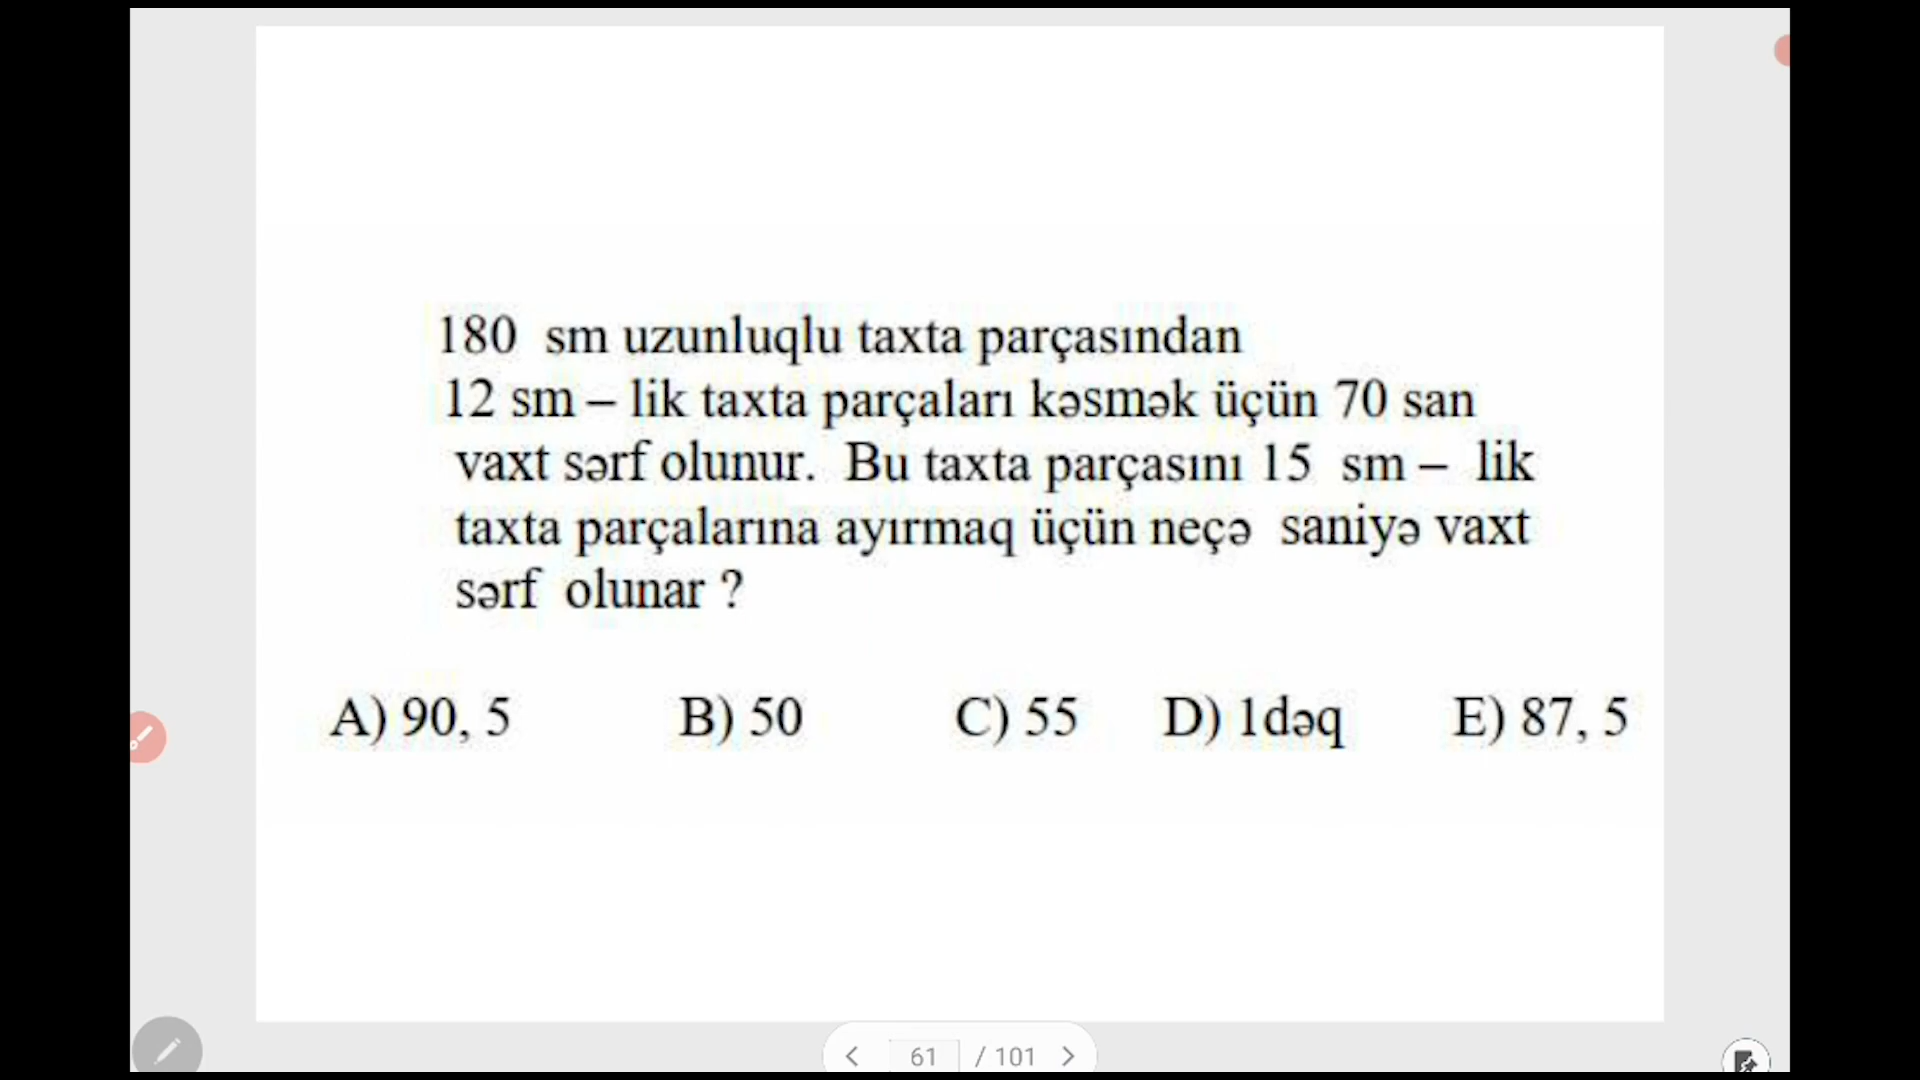 180 sm uzunluqlu taxta parçasından
12 sm – lik taxta parçaları kəsmək üçün 70 san
vaxt sərf olunur. Bu taxta parçasını 15 sm – lik
taxta parçalarına ayırmaq üçün neçə saniyə vaxt
sərf olunar ?
A) 90, 5 B) 50 C) 55 D) 1dəq E) 87, 5
61 / 101